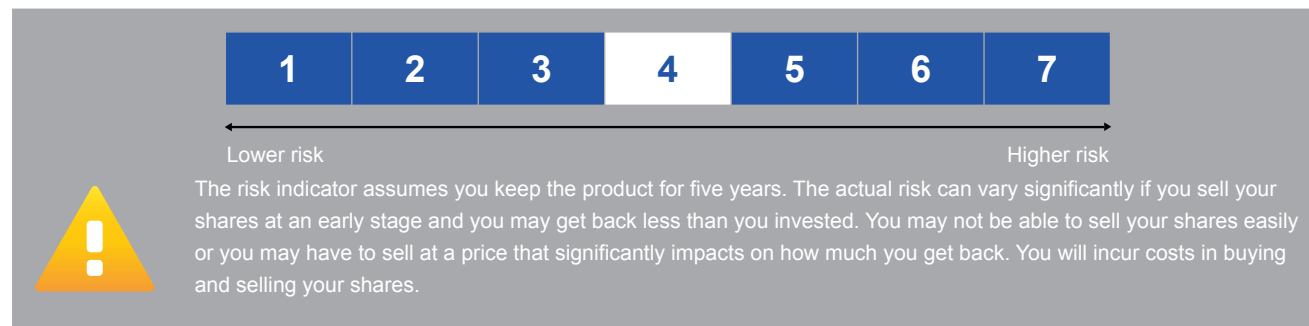 1 2 3 4 5 6 7
Lower risk Higher risk
The risk indicator assumes you keep the product for five years. The actual risk can vary significantly if you sell your
shares at an early stage and you may get back less than you invested. You may not be able to sell your shares easily
or you may have to sell at a price that significantly impacts on how much you get back. You will incur costs in buying
and selling your shares.